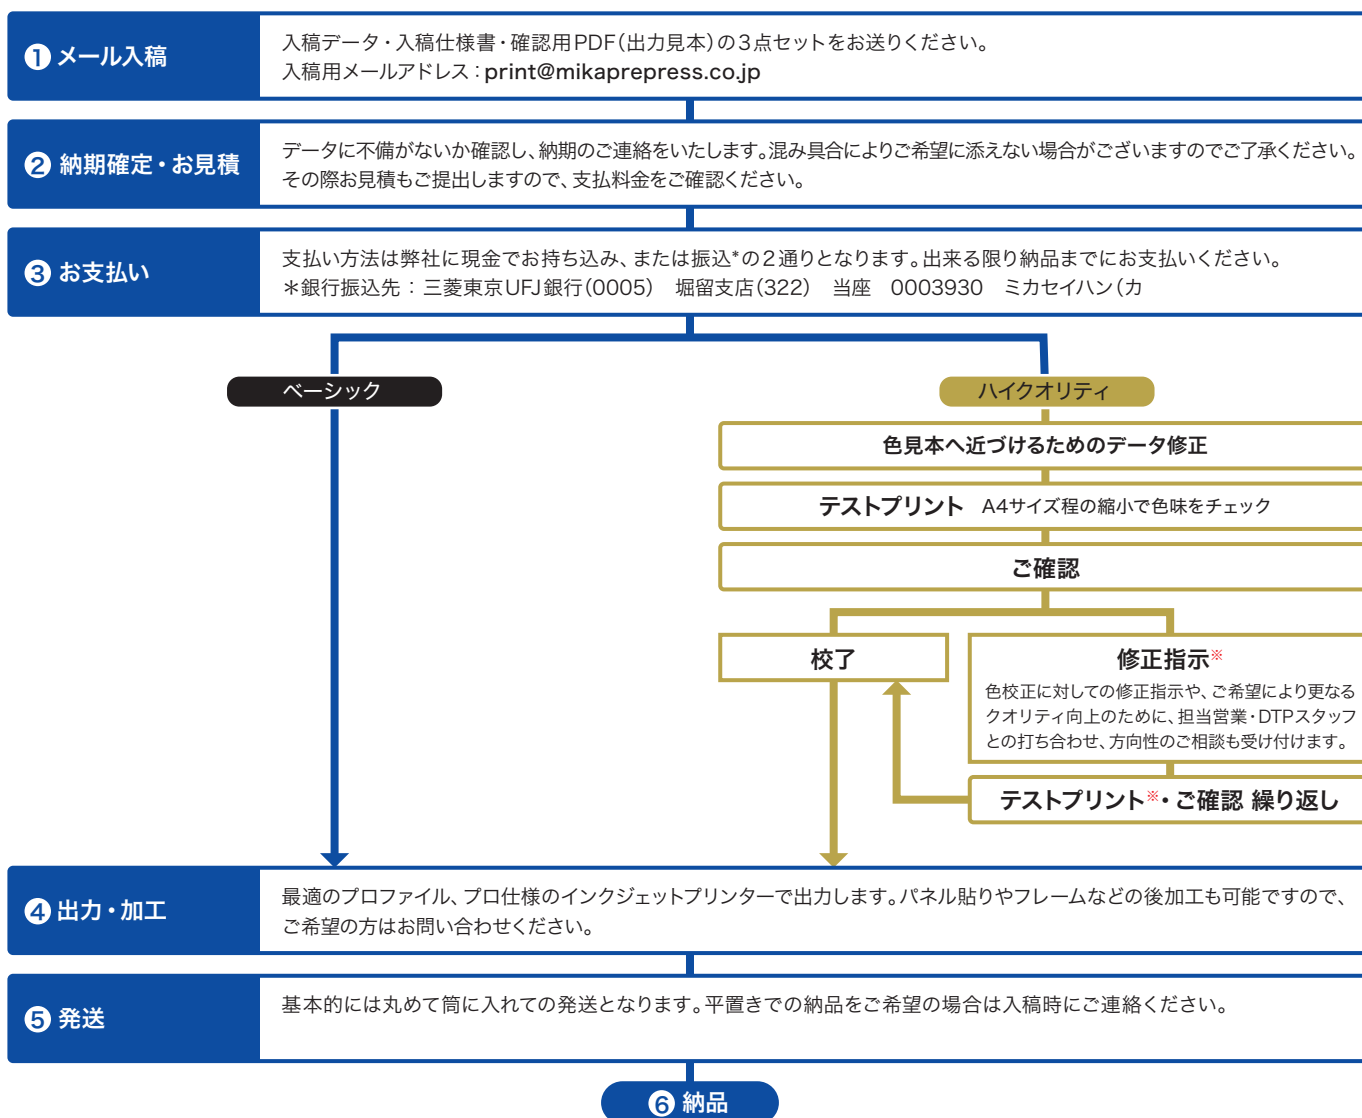 ❶ メール入稿
入稿データ・入稿仕様書・確認用PDF(出力見本)の3点セットをお送りください。
入稿用メールアドレス：print@mikaprepress.co.jp
❷ 納期確定・お見積
データに不備がないか確認し、納期のご連絡をいたします。混み具合によりご希望に添えない場合がございますのでご了承ください。
その際お見積もご提出しますので、支払料金をご確認ください。
❸ お支払い
支払い方法は弊社に現金でお持ち込み、または振込*の2通りとなります。出来る限り納品までにお支払いください。
＊銀行振込先：三菱東京UFJ銀行(0005)　堀留支店(322)　当座　0003930　ミカセイハン(カ
ベーシック
ハイクオリティ
色見本へ近づけるためのデータ修正
テストプリント　A4サイズ程の縮小で色味をチェック
ご確認
校了
修正指示※
色校正に対しての修正指示や、ご希望により更なる
クオリティ向上のために、担当営業・DTPスタッフ
との打ち合わせ、方向性のご相談も受け付けます。
テストプリント※・ご確認 繰り返し
❹ 出力・加工
最適のプロファイル、プロ仕様のインクジェットプリンターで出力します。パネル貼りやフレームなどの後加工も可能ですので、
ご希望の方はお問い合わせください。
❺ 発送
基本的には丸めて筒に入れての発送となります。平置きでの納品をご希望の場合は入稿時にご連絡ください。
❻ 納品